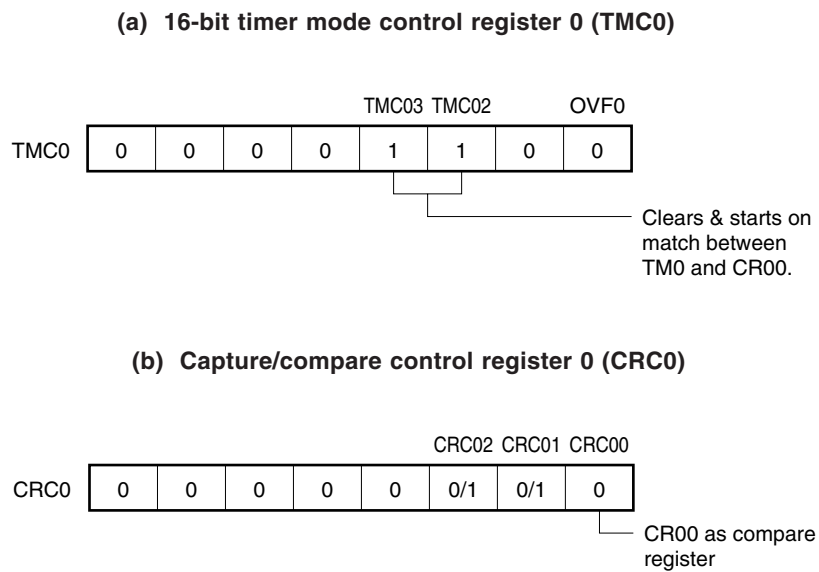 (a) 16-bit timer mode control register 0 (TMC0)
TMC03 TMC02 OVF0
TMC0 0 0 0 0 1 1 0 0
Clears & starts on
match between
TM0 and CR00.
(b) Capture/compare control register 0 (CRC0)
CRC02 CRC01 CRC00
CRC0 0 0 0 0 0 0/1 0/1 0
CR00 as compare
register